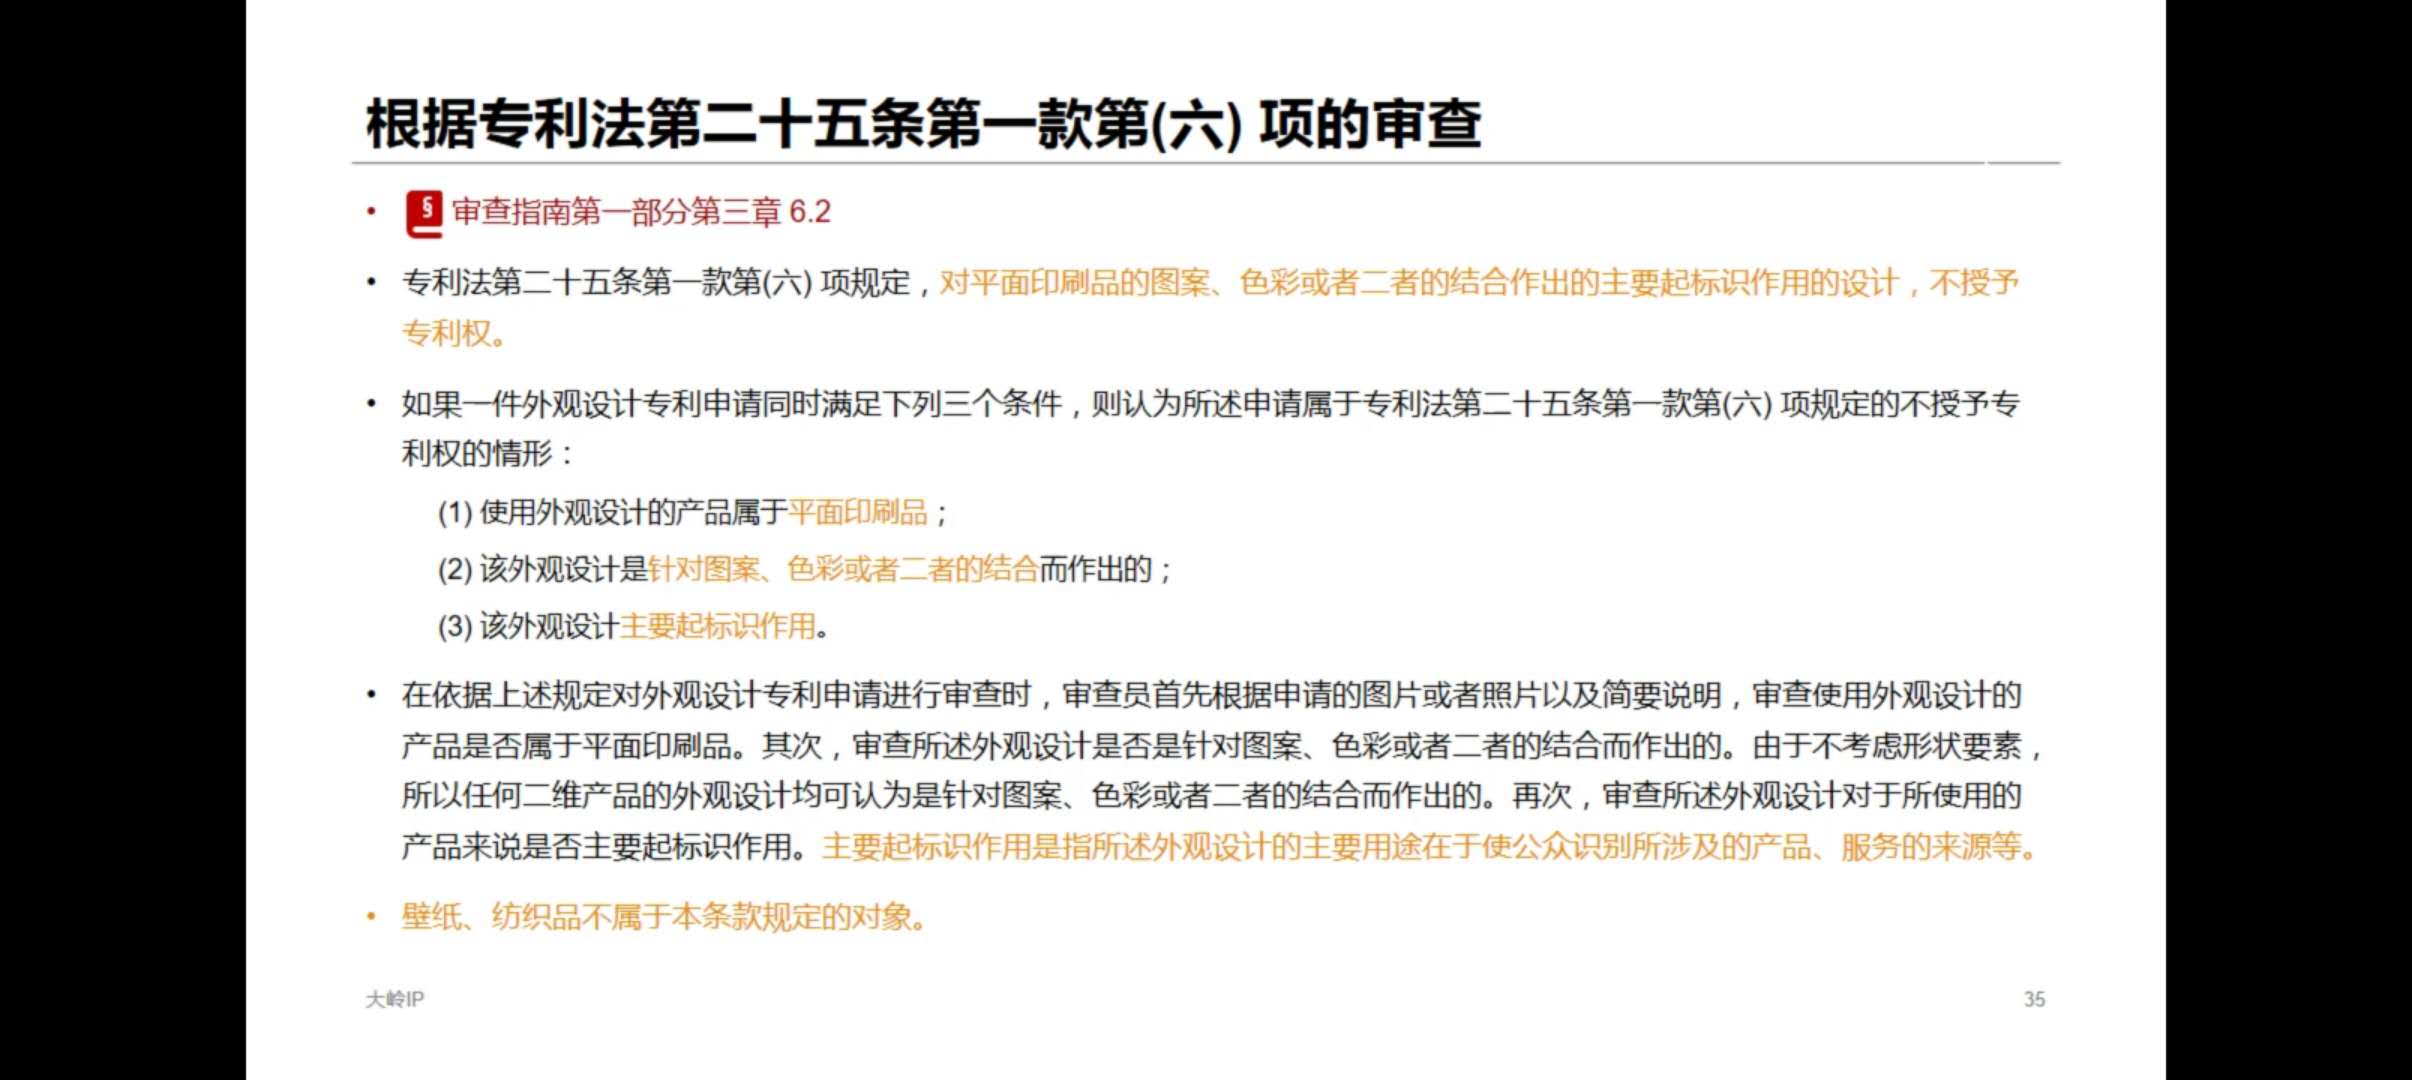 根据专利法第二十五条第一款第(六) 项的审查
• § 审查指南第一部分第三章 6.2
• 专利法第二十五条第一款第(六) 项规定，对平面印刷品的图案、色彩或者二者的结合作出的主要起标识作用的设计，不授予
专利权。
• 如果一件外观设计专利申请同时满足下列三个条件，则认为所述申请属于专利法第二十五条第一款第(六) 项规定的不授予专
利权的情形：
(1) 使用外观设计的产品属于平面印刷品；
(2) 该外观设计是针对图案、色彩或者二者的结合而作出的；
(3) 该外观设计主要起标识作用。
• 在依据上述规定对外观设计专利申请进行审查时，审查员首先根据申请的图片或者照片以及简要说明，审查使用外观设计的
产品是否属于平面印刷品。其次，审查所述外观设计是否是针对图案、色彩或者二者的结合而作出的。由于不考虑形状要素，
所以任何二维产品的外观设计均可认为是针对图案、色彩或者二者的结合而作出的。再次，审查所述外观设计对于所使用的
产品来说是否主要起标识作用。主要起标识作用是指所述外观设计的主要用途在于使公众识别所涉及的产品、服务的来源等。
• 壁纸、纺织品不属于本条款规定的对象。
大岭IP
35